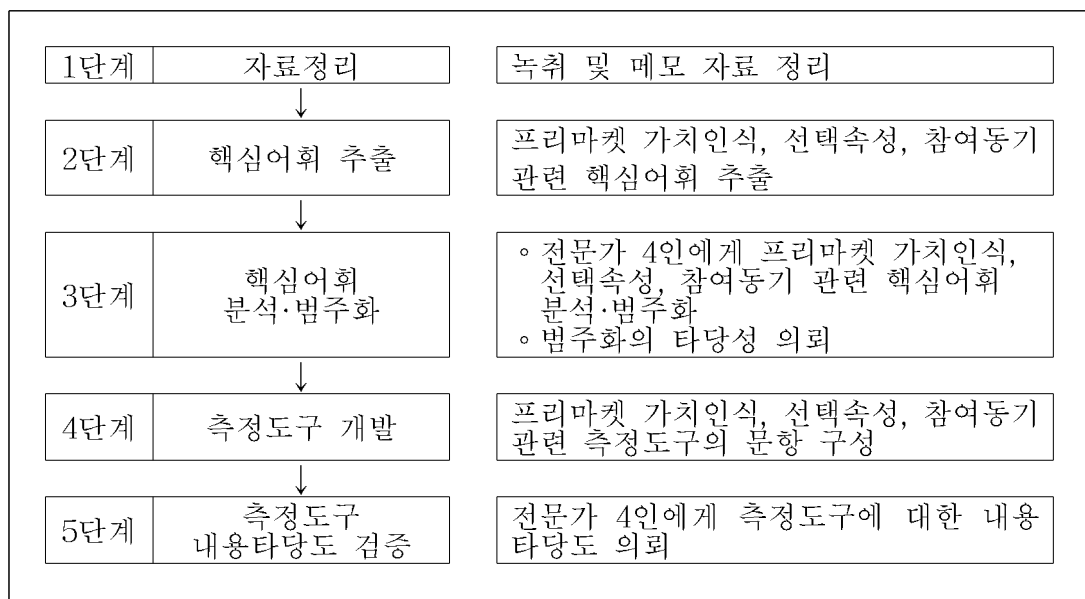 1단계 자료정리 녹취 및 메모 자료 정리
2단계 핵심어휘 추출 프리마켓 가치인식, 선택속성, 참여동기
관련 핵심어휘 추출
3단계 핵심어휘
분석·범주화
◦ 전문가 4인에게 프리마켓 가치인식,
선택속성, 참여동기 관련 핵심어휘
분석·범주화
◦ 범주화의 타당성 의뢰
4단계 측정도구 개발 프리마켓 가치인식, 선택속성, 참여동기
관련 측정도구의 문항 구성
5단계 측정도구
내용타당도 검증
전문가 4인에게 측정도구에 대한 내용
타당도 의뢰